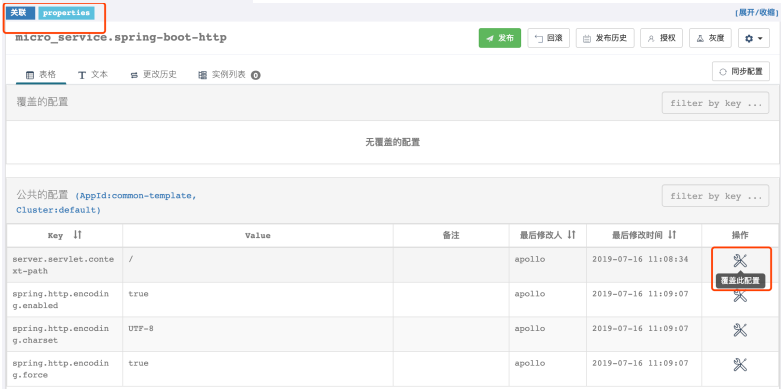 关联 properties [展开/收缩]
micro_service.spring-boot-http 发布 回滚 发布历史 授权 灰度
表格 文本 更改历史 实例列表 0 同步配置
覆盖的配置 filter by key ...
无覆盖的配置
公共的配置 (AppId:common-template, filter by key ...
Cluster:default)
Key Value 备注 最后修改人 最后修改时间 操作
server.servlet.conte / apollo 2019-07-16 11:08:34
xt-path 覆盖此配置
spring.http.encodin true apollo 2019-07-16 11:09:07
g.enabled
spring.http.encodin UTF-8 apollo 2019-07-16 11:09:07
g.charset
spring.http.encodin true apollo 2019-07-16 11:09:07
g.force